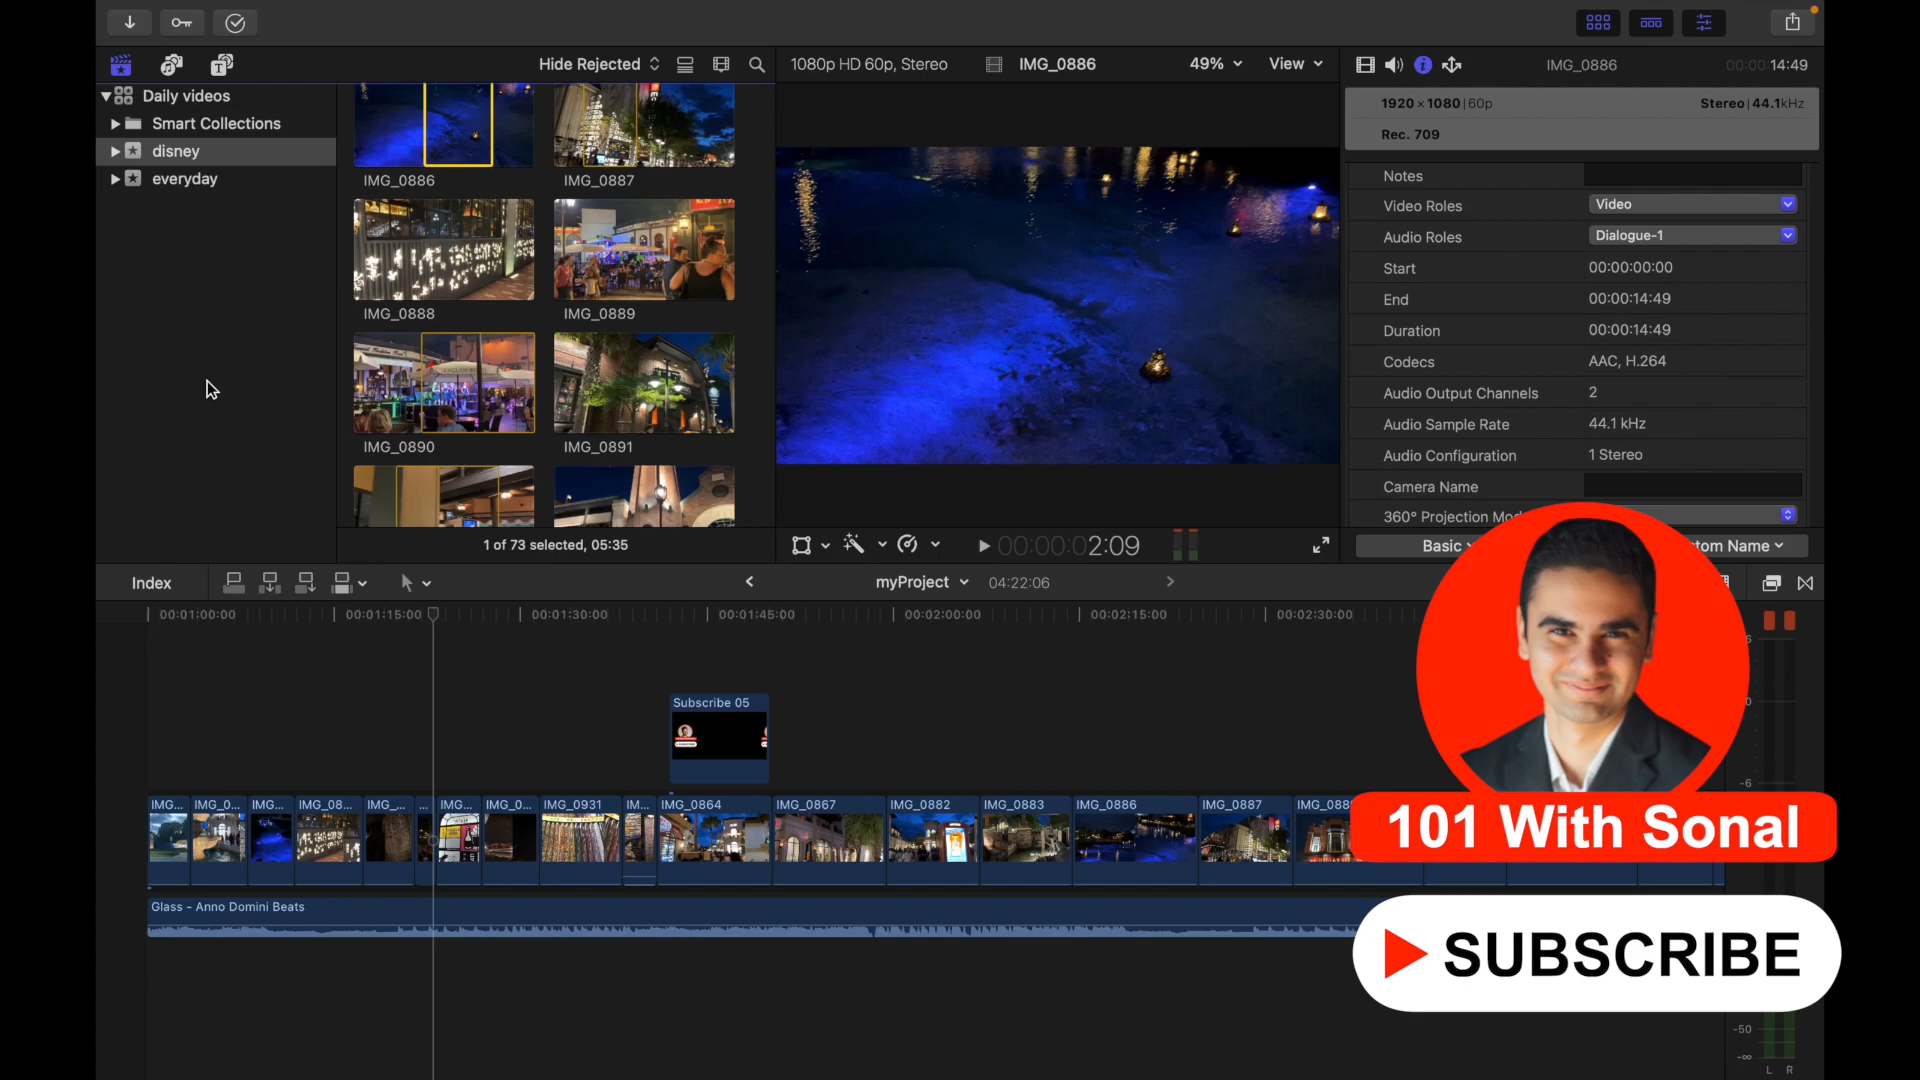 Hide Rejected
1080p HD 60p, Stereo
IMG_0886
49%
View
IMG_0886
00:00:14:49
Daily videos
Smart Collections
disney
everyday
IMG_0886
IMG_0887
IMG_0888
IMG_0889
IMG_0890
IMG_0891
1 of 73 selected, 05:35
1920 × 1080 | 60p
Stereo | 44.1kHz
Rec. 709
Notes
Video Roles
Video
Audio Roles
Dialogue-1
Start
00:00:00:00
End
00:00:14:49
Duration
00:00:14:49
Codecs
AAC, H.264
Audio Output Channels
2
Audio Sample Rate
44.1 kHz
Audio Configuration
1 Stereo
Camera Name
360° Projection Mo
Basic
tom Name
00:00:02:09
Index
myProject
04:22:06
00:01:00:00
00:01:15:00
00:01:30:00
00:01:45:00
00:02:00:00
00:02:15:00
00:02:30:00
Subscribe 05
IMG...
IMG_0...
IMG...
IMG_08...
IMG_...
...
IMG...
IMG_0...
IMG_0931
IM...
IMG_0864
IMG_0867
IMG_0882
IMG_0883
IMG_0886
IMG_0887
Glass - Anno Domini Beats
101 With Sonal
SUBSCRIBE
6
0
-6
-50
-∞
L
R